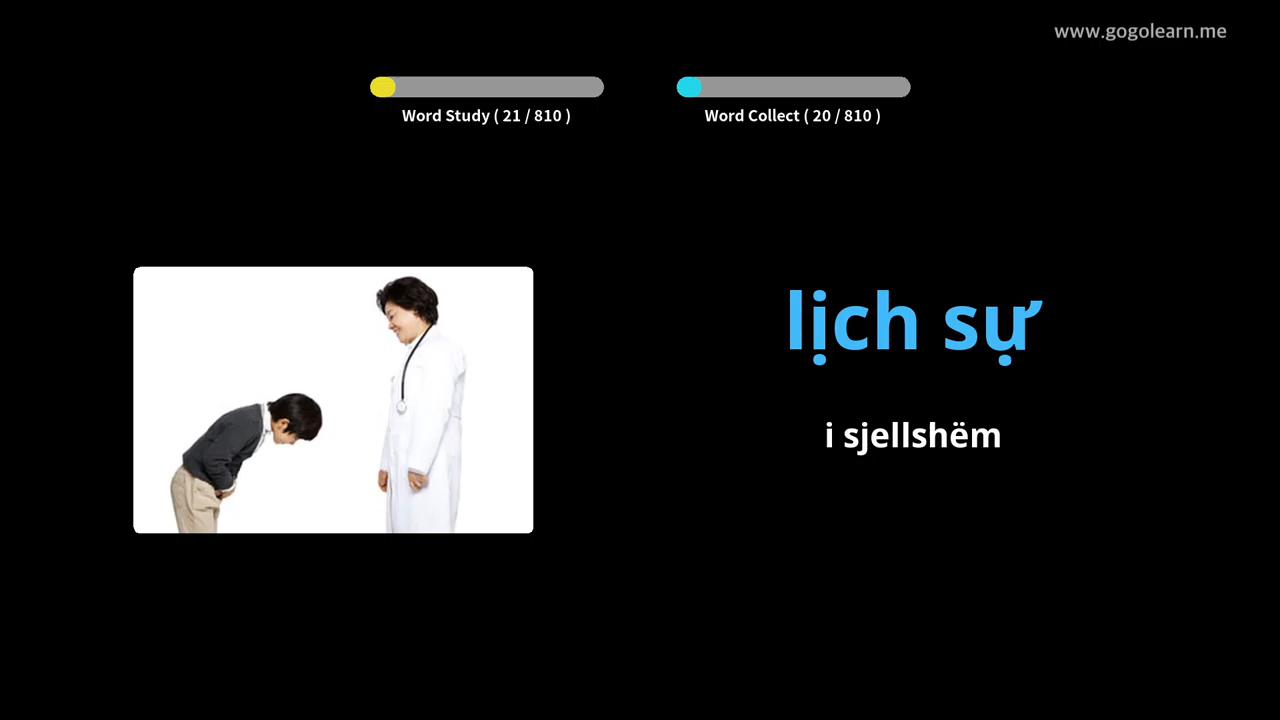 www.gogolearn.me
Word Study ( 21 / 810 )
Word Collect ( 20 / 810 )
lịch sự
i sjellshëm